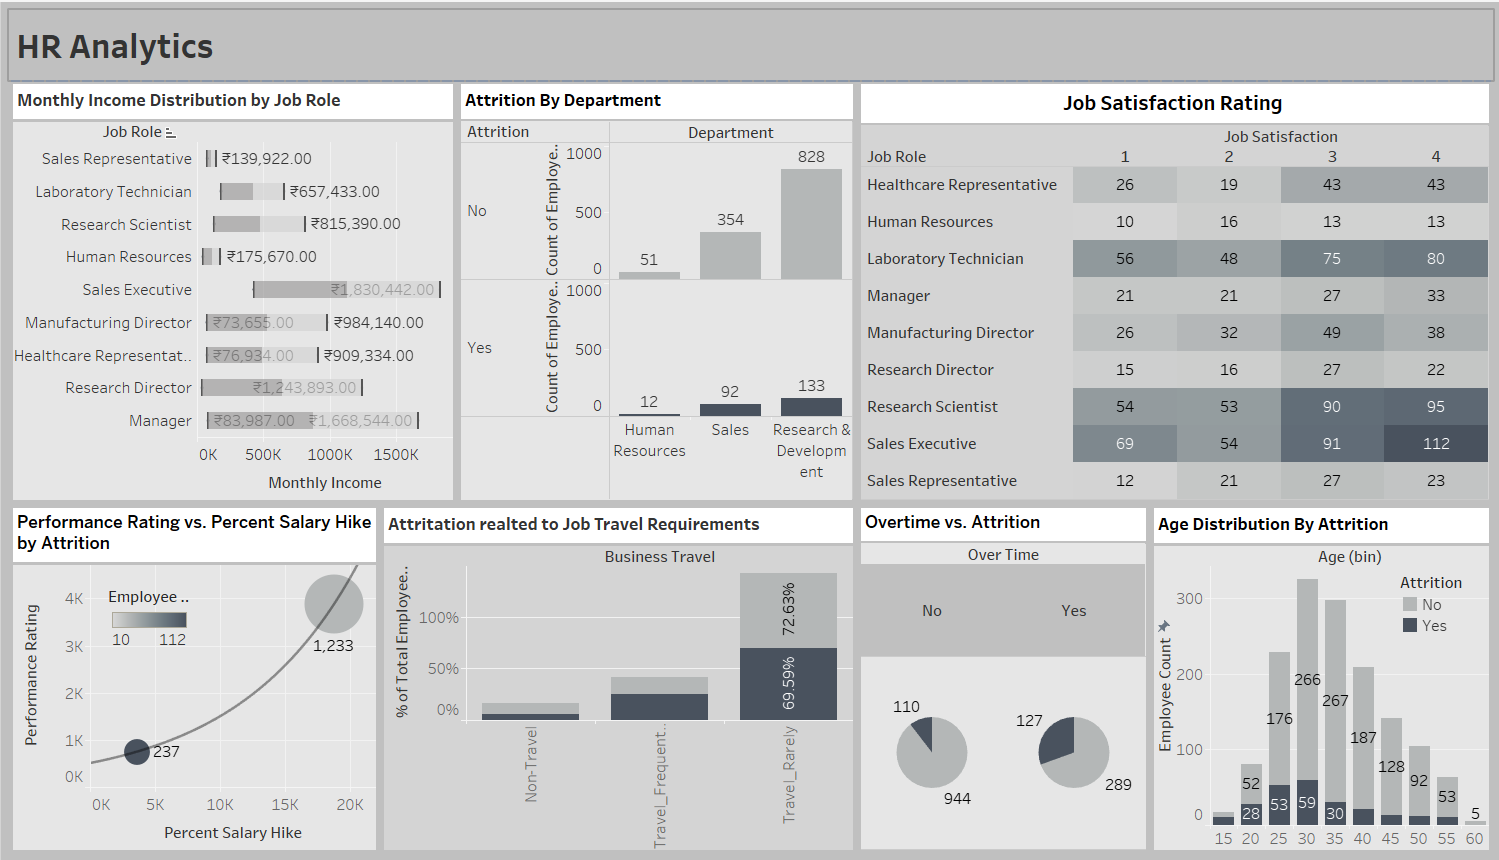 HR Analytics
Monthly Income Distribution by Job Role
Job Role
Sales Representative ₹139,922.00
Laboratory Technician ₹657,433.00
Research Scientist ₹815,390.00
Human Resources ₹175,670.00
Sales Executive ₹1,830,442.00
Manufacturing Director ₹73,655.00 ₹984,140.00
Healthcare Representat.. ₹76,934.00 ₹909,334.00
Research Director ₹1,243,893.00
Manager ₹83,987.00 ₹1,668,544.00
0K 500K 1000K 1500K
Monthly Income
Attrition By Department
Attrition Department
No
Count of Employe..
1000
500
0
51 354 828
Yes
Count of Employe..
1000
500
0
12 92 133
Human
Resources
Sales
Research &
Developm
ent
Job Satisfaction Rating
Job Satisfaction
Job Role 1 2 3 4
Healthcare Representative 26 19 43 43
Human Resources 10 16 13 13
Laboratory Technician 56 48 75 80
Manager 21 21 27 33
Manufacturing Director 26 32 49 38
Research Director 15 16 27 22
Research Scientist 54 53 90 95
Sales Executive 69 54 91 112
Sales Representative 12 21 27 23
Performance Rating vs. Percent Salary Hike
by Attrition
Employee ..
10 112
Performance Rating
4K
3K
2K
1K
0K
1,233
237
0K 5K 10K 15K 20K
Percent Salary Hike
Attritation realted to Job Travel Requirements
Business Travel
% of Total Employee..
100%
50%
0%
72.63%
69.59%
Non-Travel
Travel_Frequent..
Travel_Rarely
Overtime vs. Attrition
Over Time
No Yes
110
944
127
289
Age Distribution By Attrition
Age (bin)
Attrition
No
Yes
Employee Count
300
200
100
0
52 176 266 267 187 128 92 53 5
28 53 59 30
15 20 25 30 35 40 45 50 55 60